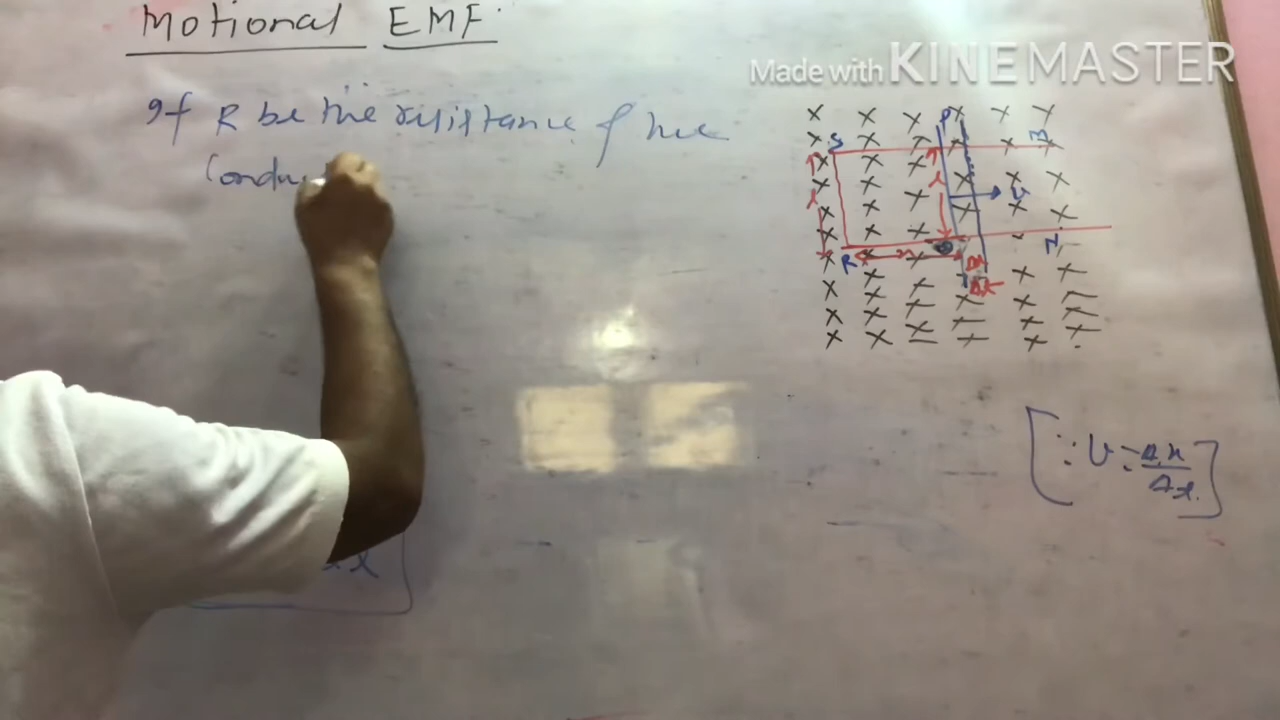 Motional EMF
Made with KINEMASTER
If R be the resistance of the
Condu
S
P
M
l
l
v
R
N
x
[∵ v = Δx/Δt]